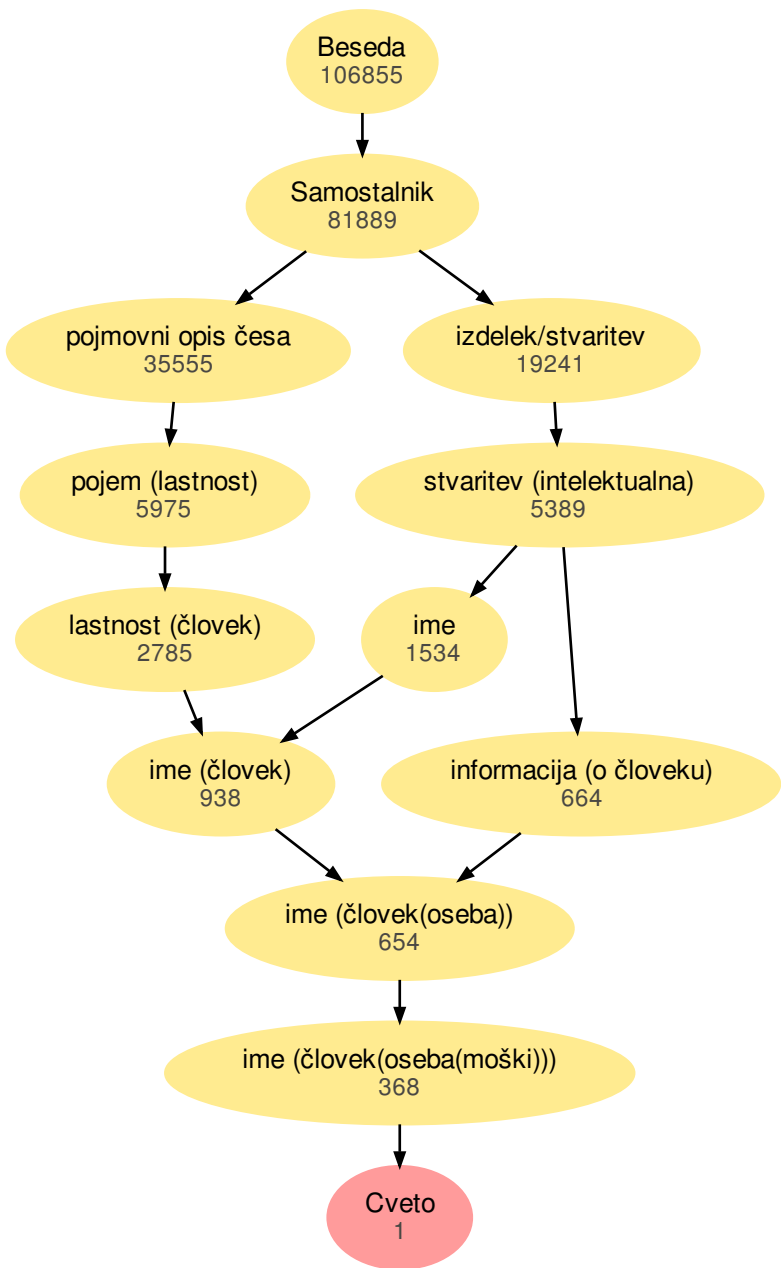 Beseda
106855
Samostalnik
81889
pojmovni opis česa
35555
izdelek/stvaritev
19241
pojem (lastnost)
5975
stvaritev (intelektualna)
5389
lastnost (človek)
2785
ime
1534
ime (človek)
938
informacija (o človeku)
664
ime (človek(oseba))
654
ime (človek(oseba(moški)))
368
Cveto
1